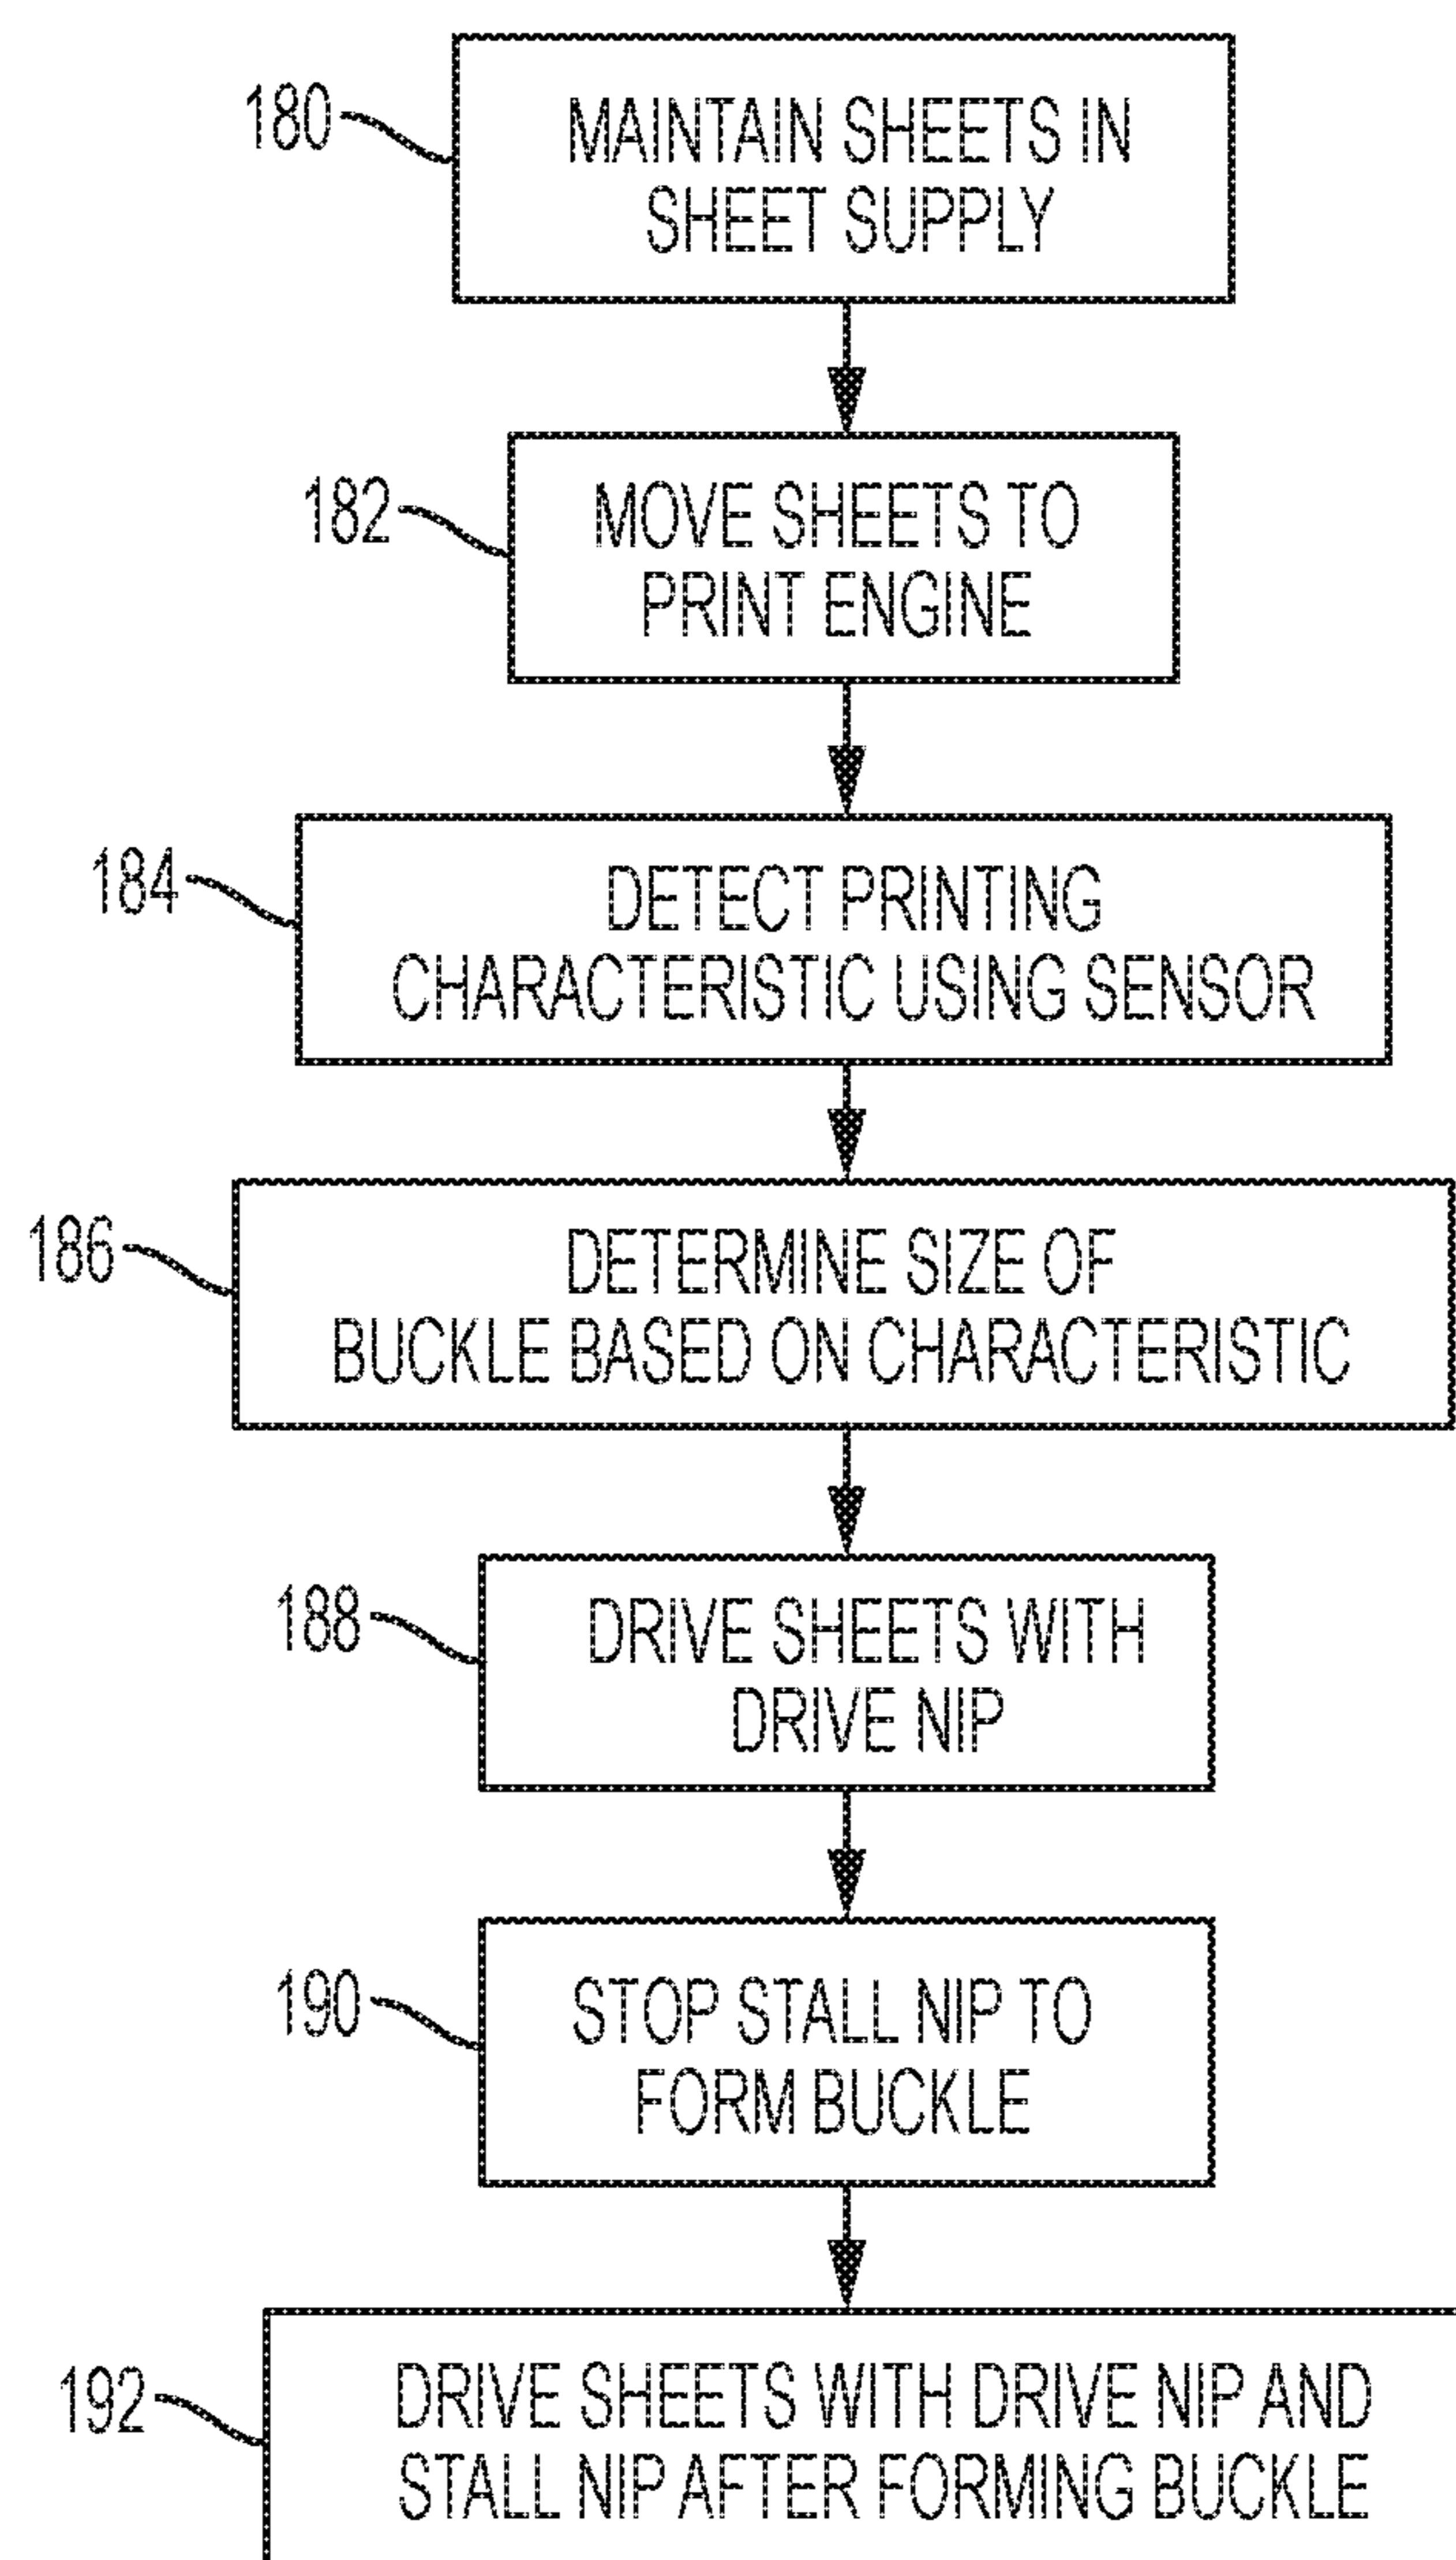 180
MAINTAIN SHEETS IN
SHEET SUPPLY
182
MOVE SHEETS TO
PRINT ENGINE
184
DETECT PRINTING
CHARACTERISTIC USING SENSOR
186
DETERMINE SIZE OF
BUCKLE BASED ON CHARACTERISTIC
188
DRIVE SHEETS WITH
DRIVE NIP
190
STOP STALL NIP TO
FORM BUCKLE
192
DRIVE SHEETS WITH DRIVE NIP AND
STALL NIP AFTER FORMING BUCKLE